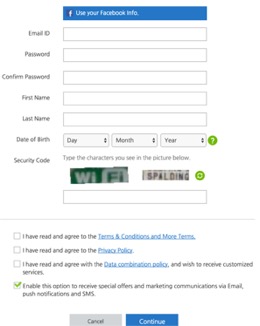 f Use your Facebook Info.
Email ID
Password
Confirm Password
First Name
Last Name
Date of Birth Day Month Year ?
Security Code Type the characters you see in the picture below.
WI FI SPALDING
I have read and agree to the Terms & Conditions and More Terms.
I have read and agree to the Privacy Policy.
I have read and agree with the Data combination policy, and wish to receive customized
services.
Enable this option to receive special offers and marketing communications via Email,
push notifications and SMS.
Cancel Continue